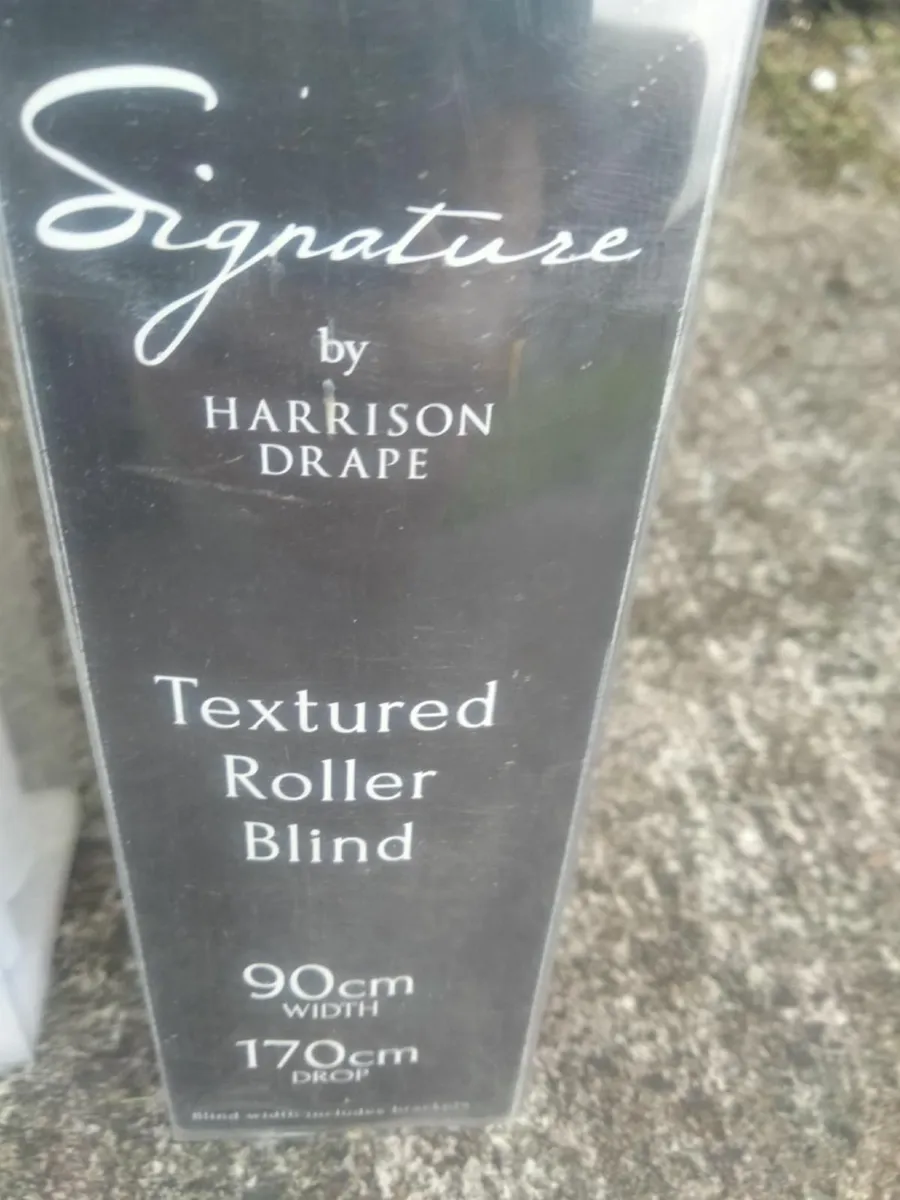 Signature
by
HARRISON
DRAPE
Textured
Roller
Blind
90cm
WIDTH
170cm
DROP
Blind width includes brackets